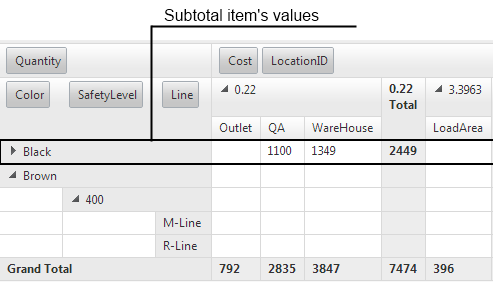 Subtotal item's values
Quantity Cost LocationID
Color SafetyLevel Line 0.22 0.22 Total 3.3963
Outlet QA WareHouse LoadArea
Black 1100 1349 2449
Brown
400
M-Line
R-Line
Grand Total 792 2835 3847 7474 396